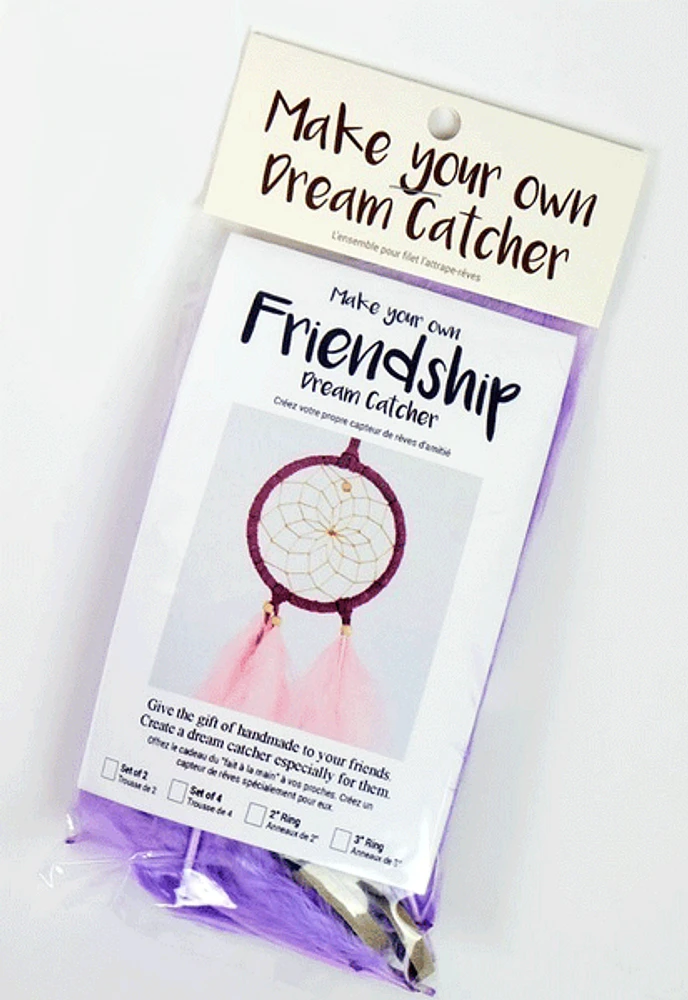 Make your own
Dream Catcher
L'ensemble pour filet l'attrape-rêves
Make your own
Friendship
Dream Catcher
Créez votre propre capteur de rêves d'amitié
Give the gift of handmade to your friends.
Create a dream catcher especially for them.
Offrez le cadeau du "fait à la main" à vos proches. Créez un
capteur de rêves spécialement pour eux.
Set of 2
Trousse de 2
Set of 4
Trousse de 4
2" Ring
Anneaux de 2"
3" Ring
Anneaux de 3"